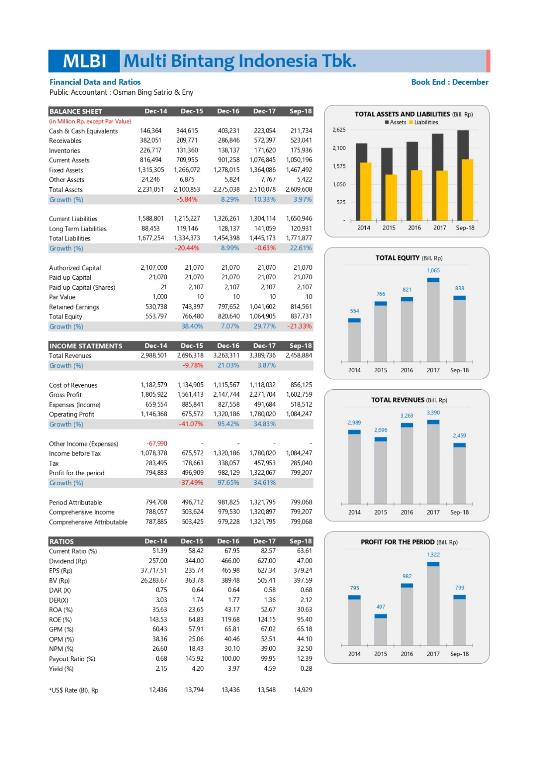 MLBI Multi Bintang Indonesia Tbk.
Financial Data and Ratios Book End : December
Public Accountant : Osman Bing Satrio & Eny
BALANCE SHEET Dec-14 Dec-15 Dec-16 Dec-17 Sep-18
(in Million Rp, except Par Value)
Cash & Cash Equivalents 146,364 344,615 403,231 223,054 211,734
Receivables 382,051 209,771 286,846 572,397 523,041
Inventories 226,717 131,360 138,137 171,620 175,936
Current Assets 816,494 709,955 901,258 1,076,845 1,050,196
Fixed Assets 1,315,305 1,266,072 1,278,015 1,364,086 1,467,492
Other Assets 24,246 6,875 5,824 7,767 5,422
Total Assets 2,231,051 2,100,853 2,275,038 2,510,078 2,609,608
Growth (%) -5.84% 8.29% 10.33% 3.97%
Current Liabilities 1,588,801 1,215,227 1,326,261 1,304,114 1,650,946
Long Term Liabilities 88,453 119,146 128,137 141,059 120,931
Total Liabilities 1,677,254 1,334,373 1,454,398 1,445,173 1,771,877
Growth (%) -20.44% 8.99% -0.63% 22.61%
Authorized Capital 2,107,000 21,070 21,070 21,070 21,070
Paid up Capital 21,070 21,070 21,070 21,070 21,070
Paid up Capital (Shares) 21 2,107 2,107 2,107 2,107
Par Value 1,000 10 10 10 10
Retained Earnings 530,738 743,397 797,652 1,041,602 814,561
Total Equity 553,797 766,480 820,640 1,064,905 837,731
Growth (%) 38.40% 7.07% 29.77% -21.33%
INCOME STATEMENTS Dec-14 Dec-15 Dec-16 Dec-17 Sep-18
Total Revenues 2,988,501 2,696,318 3,263,311 3,389,736 2,458,884
Growth (%) -9.78% 21.03% 3.87%
Cost of Revenues 1,182,579 1,134,905 1,115,567 1,118,032 856,125
Gross Profit 1,805,922 1,561,413 2,147,744 2,271,704 1,602,759
Expenses (Income) 659,554 885,841 827,558 491,684 518,512
Operating Profit 1,146,368 675,572 1,320,186 1,780,020 1,084,247
Growth (%) -41.07% 95.42% 34.83%
Other Income (Expenses) -67,990 - - - -
Income before Tax 1,078,378 675,572 1,320,186 1,780,020 1,084,247
Tax 283,495 178,663 338,057 457,953 285,040
Profit for the period 794,883 496,909 982,129 1,322,067 799,207
Growth (%) -37.49% 97.65% 34.61%
Period Attributable 794,708 496,712 981,825 1,321,795 799,068
Comprehensive Income 788,057 503,624 979,530 1,320,897 799,207
Comprehensive Attributable 787,885 503,425 979,228 1,321,795 799,068
RATIOS Dec-14 Dec-15 Dec-16 Dec-17 Sep-18
Current Ratio (%) 51.39 58.42 67.95 82.57 63.61
Dividend (Rp) 257.00 344.00 466.00 627.00 47.00
EPS (Rp) 37,717.51 235.74 465.98 627.34 379.24
BV (Rp) 26,283.67 363.78 389.48 505.41 397.59
DAR (X) 0.75 0.64 0.64 0.58 0.68
DER(X) 3.03 1.74 1.77 1.36 2.12
ROA (%) 35.63 23.65 43.17 52.67 30.63
ROE (%) 143.53 64.83 119.68 124.15 95.40
GPM (%) 60.43 57.91 65.81 67.02 65.18
OPM (%) 38.36 25.06 40.46 52.51 44.10
NPM (%) 26.60 18.43 30.10 39.00 32.50
Payout Ratio (%) 0.68 145.92 100.00 99.95 12.39
Yield (%) 2.15 4.20 3.97 4.59 0.28
*US$ Rate (BI), Rp 12,436 13,794 13,436 13,548 14,929
TOTAL ASSETS AND LIABILITIES (Bill. Rp)
Assets Liabilities
2,625
2,100
1,575
1,050
525
-
2014 2015 2016 2017 Sep-18
TOTAL EQUITY (Bill. Rp)
554 766 821 1,065 838
2014 2015 2016 2017 Sep-18
TOTAL REVENUES (Bill. Rp)
2,989 2,696 3,263 3,390 2,459
2014 2015 2016 2017 Sep-18
PROFIT FOR THE PERIOD (Bill. Rp)
795 497 982 1,322 799
2014 2015 2016 2017 Sep-18